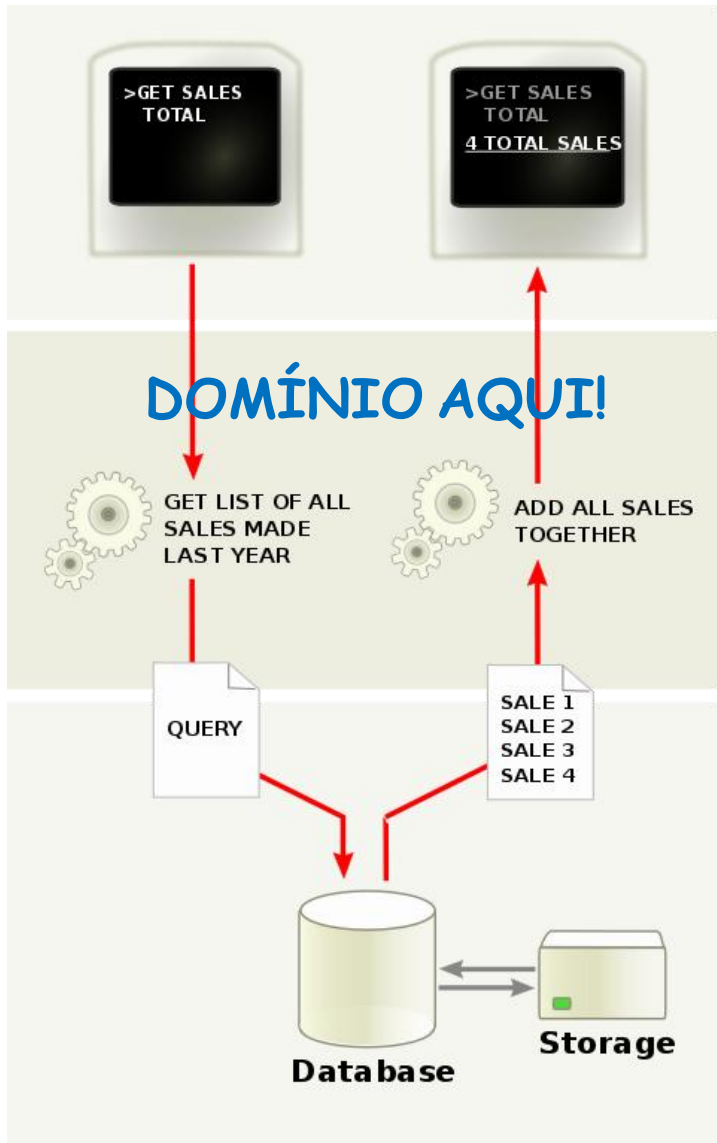 >GET SALES
TOTAL
>GET SALES
TOTAL
4 TOTAL SALES
DOMÍNIO AQUI!
GET LIST OF ALL
SALES MADE
LAST YEAR
ADD ALL SALES
TOGETHER
QUERY
SALE 1
SALE 2
SALE 3
SALE 4
Database
Storage